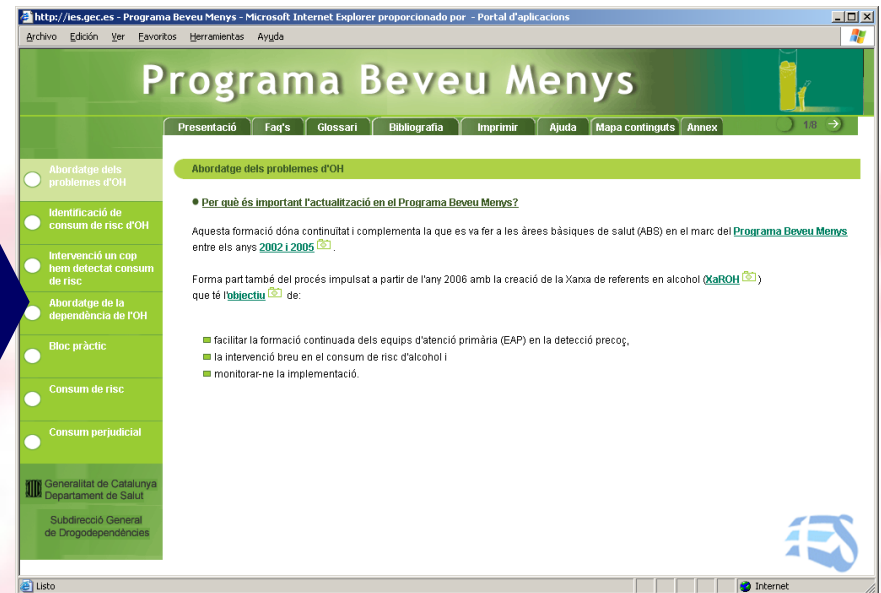 http://ies.gec.es - Programa Beveu Menys - Microsoft Internet Explorer proporcionado por - Portal d'aplicacions
Archivo Edición Ver Favoritos Herramientas Ayuda
Programa Beveu Menys
Presentació Faq's Glossari Bibliografia Imprimir Ajuda Mapa continguts Annex 1/8
Abordatge dels
problemes d'OH
Identificació de
consum de risc d'OH
Intervenció un cop
hem detectat consum
de risc
Abordatge de la
dependència de l'OH
Bloc pràctic
Consum de risc
Consum perjudicial
Generalitat de Catalunya
Departament de Salut
Subdirecció General
de Drogodependències
Abordatge dels problemes d'OH
Per què és important l'actualització en el Programa Beveu Menys?
Aquesta formació dóna continuïtat i complementa la que es va fer a les àrees bàsiques de salut (ABS) en el marc del Programa Beveu Menys
entre els anys 2002 i 2005 .
Forma part també del procés impulsat a partir de l'any 2006 amb la creació de la Xarxa de referents en alcohol (XaROH )
que té l'objectiu de:
facilitar la formació continuada dels equips d'atenció primària (EAP) en la detecció precoç,
la intervenció breu en el consum de risc d'alcohol i
monitorar-ne la implementació.
Listo Internet